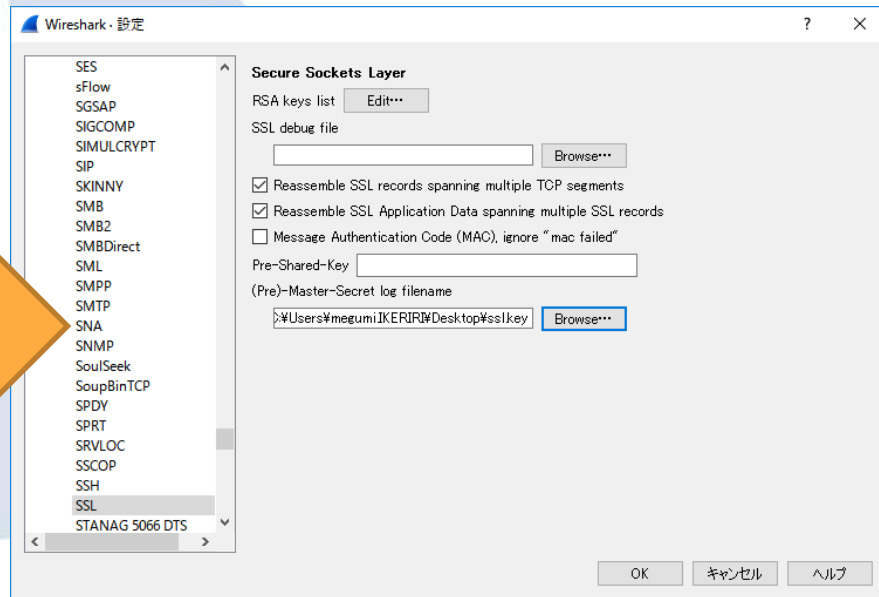 Wireshark · 設定
?
×
SES
sFlow
SGSAP
SIGCOMP
SIMULCRYPT
SIP
SKINNY
SMB
SMB2
SMBDirect
SML
SMPP
SMTP
SNA
SNMP
SoulSeek
SoupBinTCP
SPDY
SPRT
SRVLOC
SSCOP
SSH
SSL
STANAG 5066 DTS
Secure Sockets Layer
RSA keys list Edit…
SSL debug file
Browse…
Reassemble SSL records spanning multiple TCP segments
Reassemble SSL Application Data spanning multiple SSL records
Message Authentication Code (MAC), ignore "mac failed"
Pre-Shared-Key
(Pre)-Master-Secret log filename
:¥Users¥megumi.IKERIRI¥Desktop¥ssl.key Browse…
OK キャンセル ヘルプ